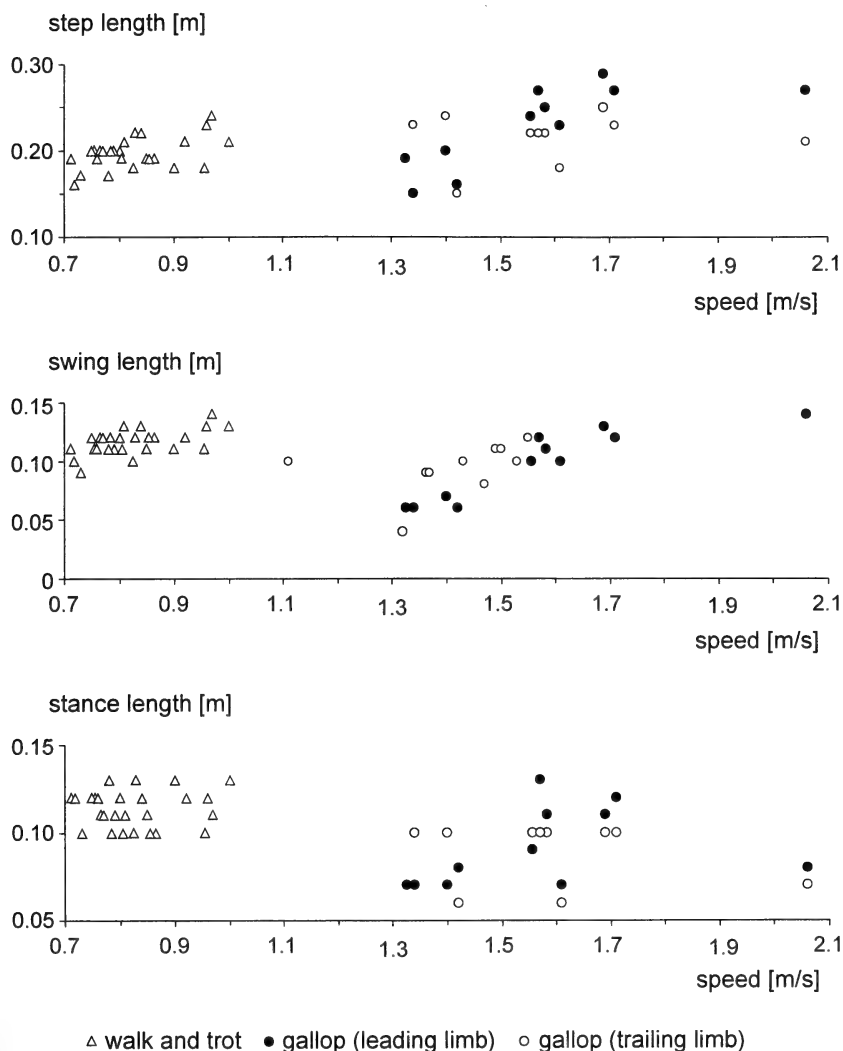 step length [m]
0.30
0.20
0.10
0.7 0.9 1.1 1.3 1.5 1.7 1.9 2.1
speed [m/s]
swing length [m]
0.15
0.10
0.05
0
0.7 0.9 1.1 1.3 1.5 1.7 1.9 2.1
speed [m/s]
stance length [m]
0.15
0.10
0.05
0.7 0.9 1.1 1.3 1.5 1.7 1.9 2.1
speed [m/s]
walk and trot gallop (leading limb) gallop (trailing limb)